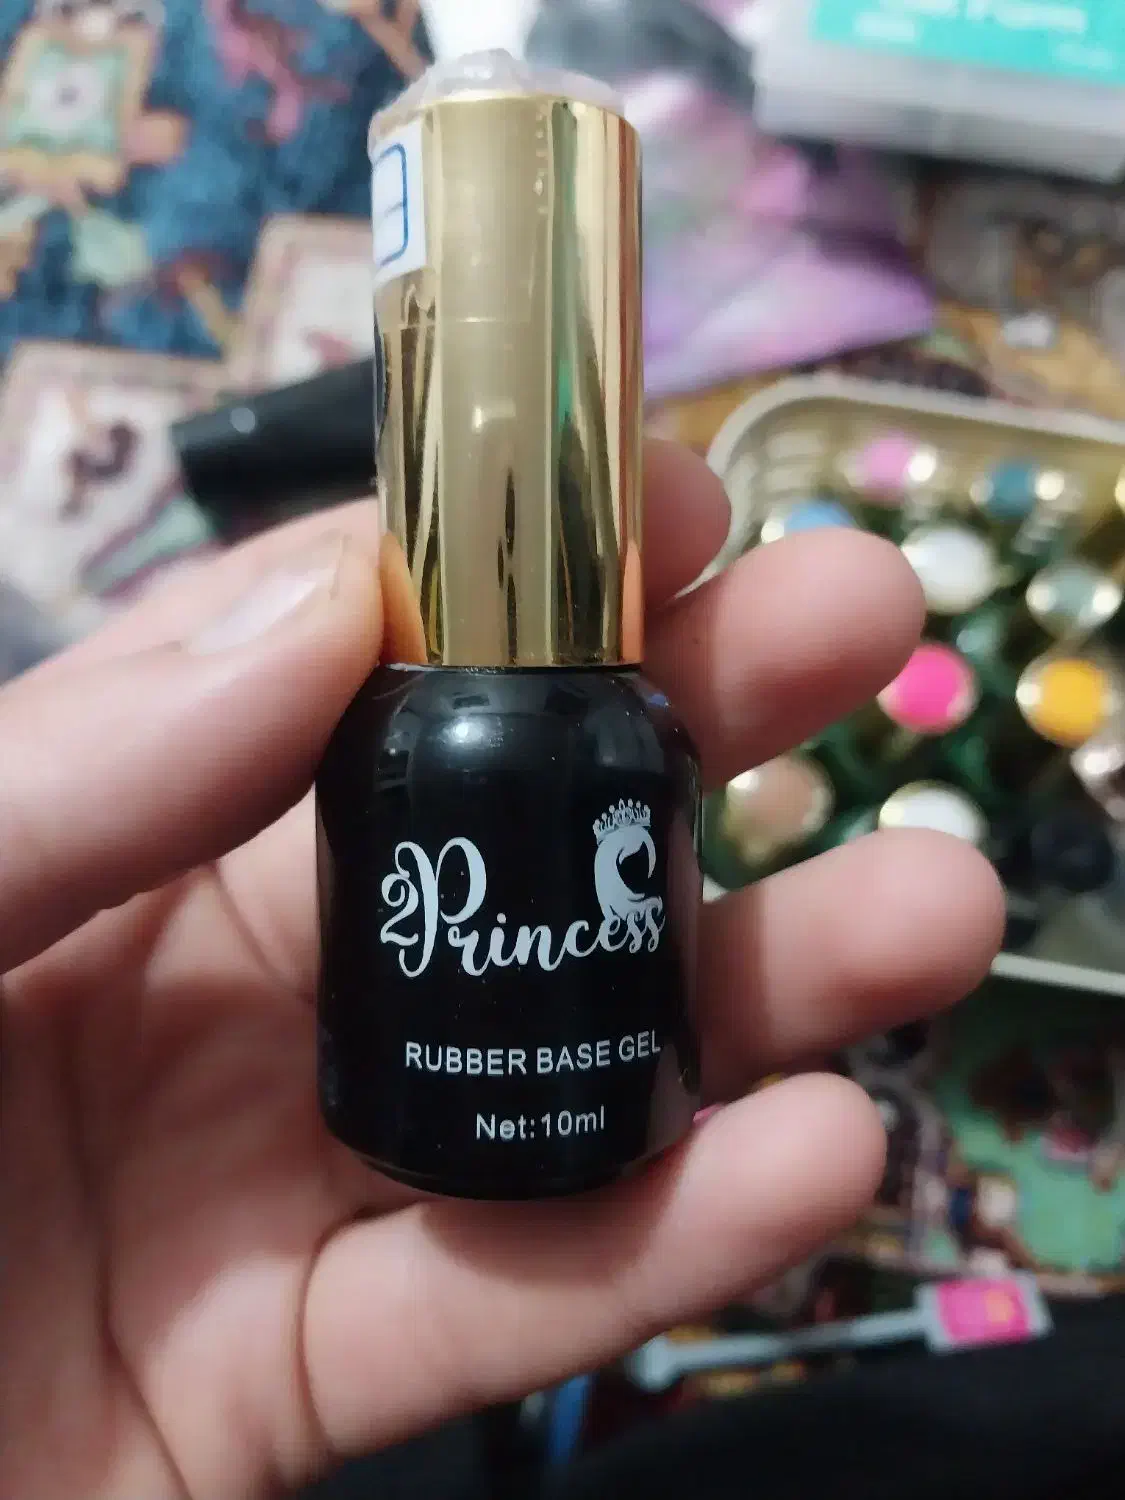 2Princess
RUBBER BASE GEL
Net:10ml